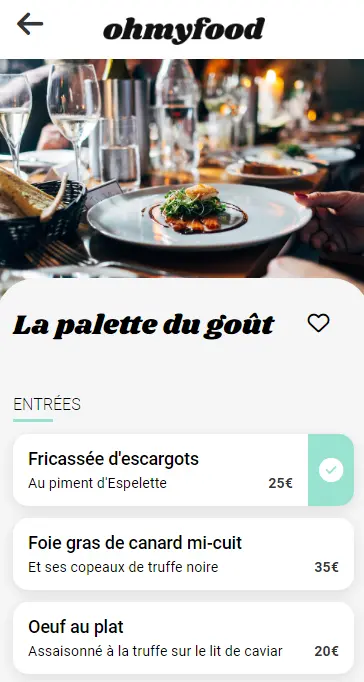 ohmyfood
La palette du goût
ENTRÉES
Fricassée d'escargots
Au piment d'Espelette 25€
Foie gras de canard mi-cuit
Et ses copeaux de truffe noire 35€
Oeuf au plat
Assaisonné à la truffe sur le lit de caviar 20€